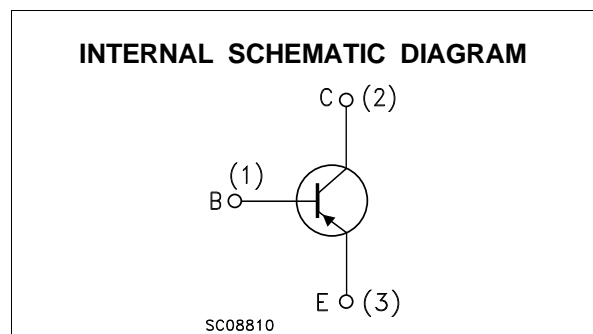 INTERNAL SCHEMATIC DIAGRAM
C (2)
(1)
B
E (3)
SC08810